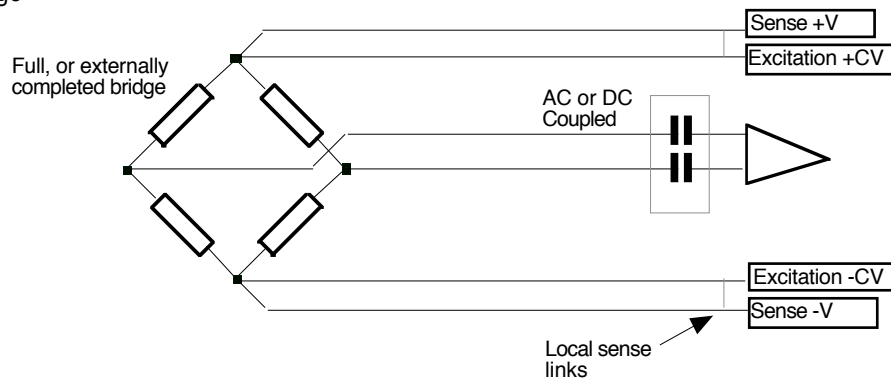 Sense +V
Excitation +CV
Full, or externally
completed bridge
AC or DC
Coupled
Excitation -CV
Sense -V
Local sense
links